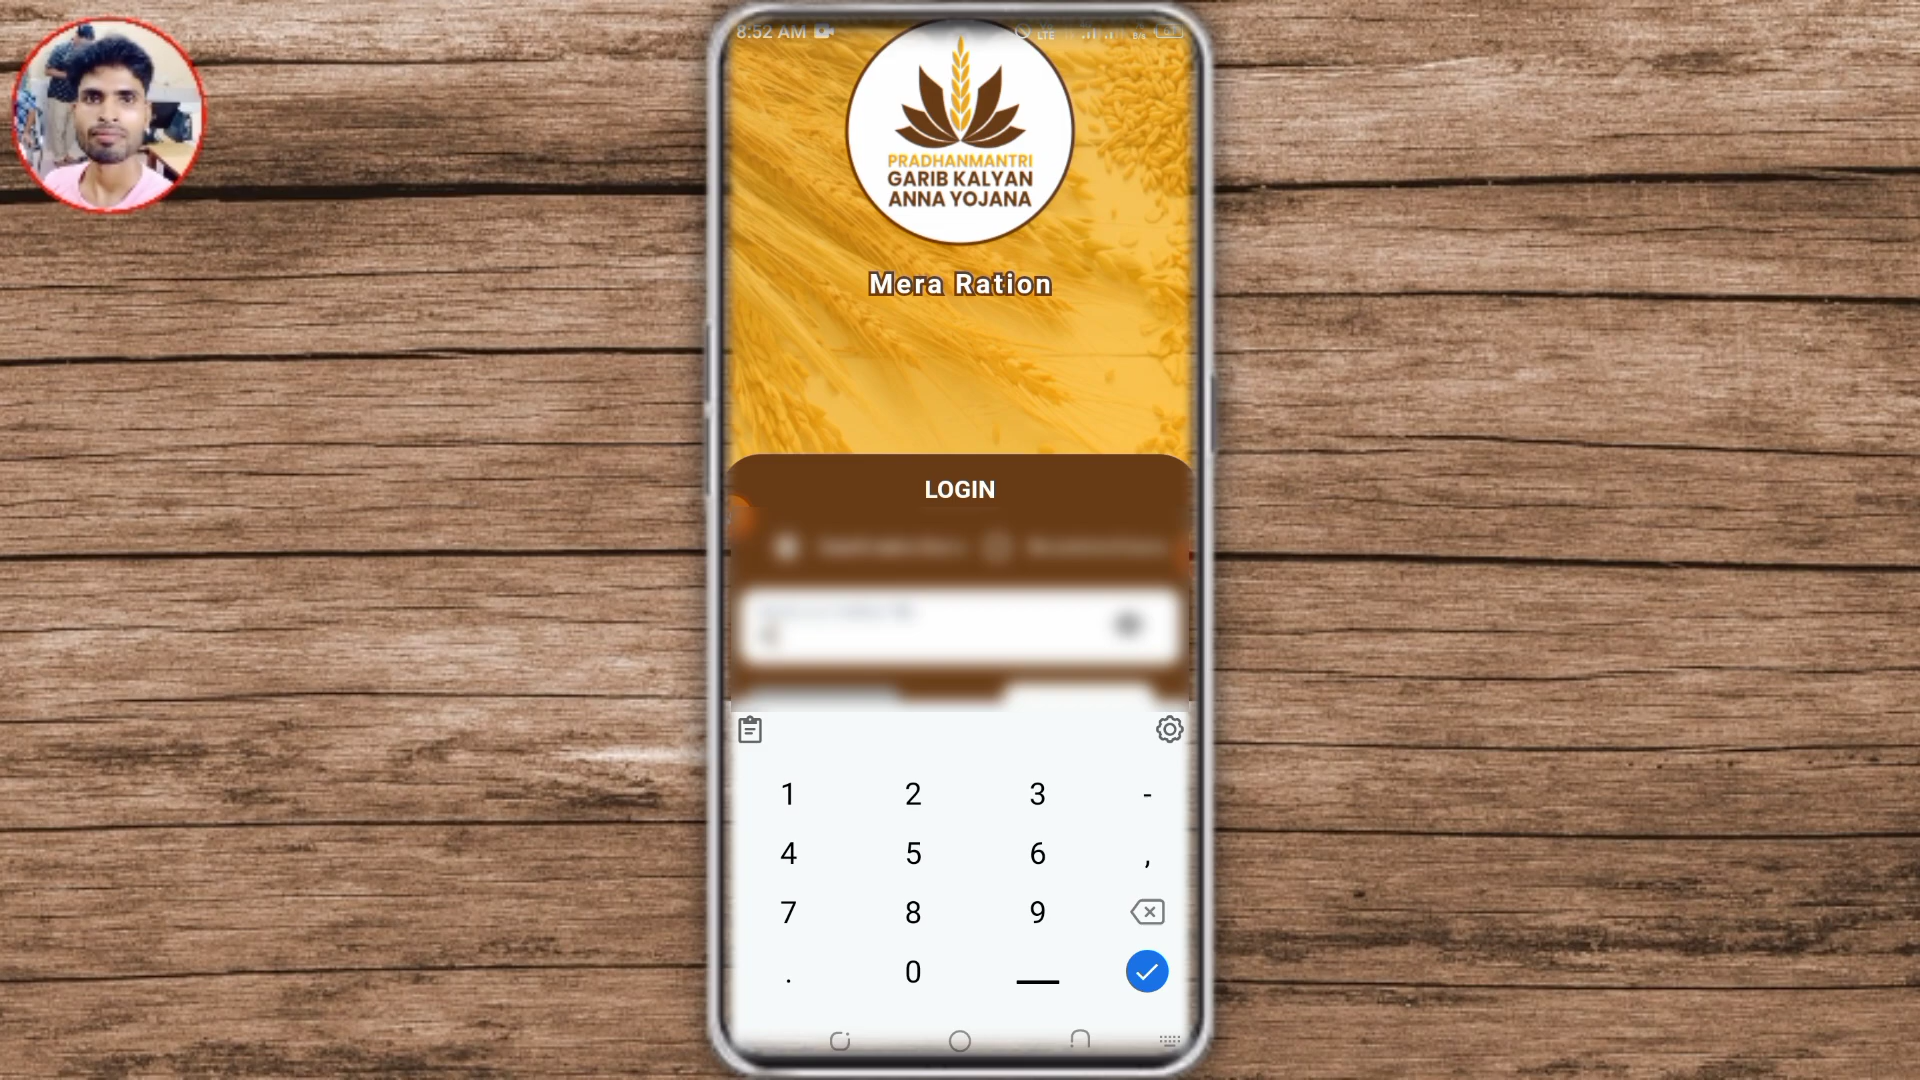 8:52 AM
PRADHANMANTRI
GARIB KALYAN
ANNA YOJANA
Mera Ration
LOGIN
1 2 3 -
4 5 6 ,
7 8 9
. 0